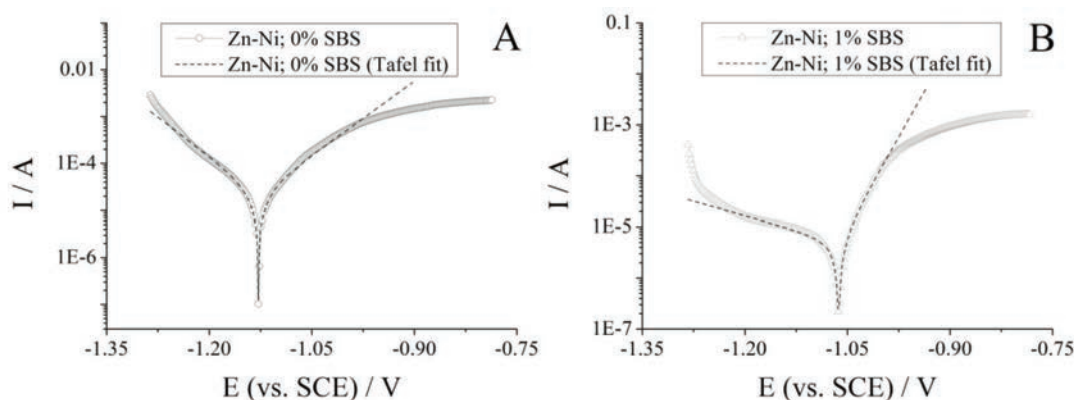 Zn-Ni; 0% SBS
Zn-Ni; 0% SBS (Tafel fit)
A
0.01
1E-4
1E-6
I / A
-1.35
-1.20
-1.05
-0.90
-0.75
E (vs. SCE) / V
0.1
Zn-Ni; 1% SBS
Zn-Ni; 1% SBS (Tafel fit)
B
1E-3
1E-5
1E-7
I / A
-1.35
-1.20
-1.05
-0.90
-0.75
E (vs. SCE) / V